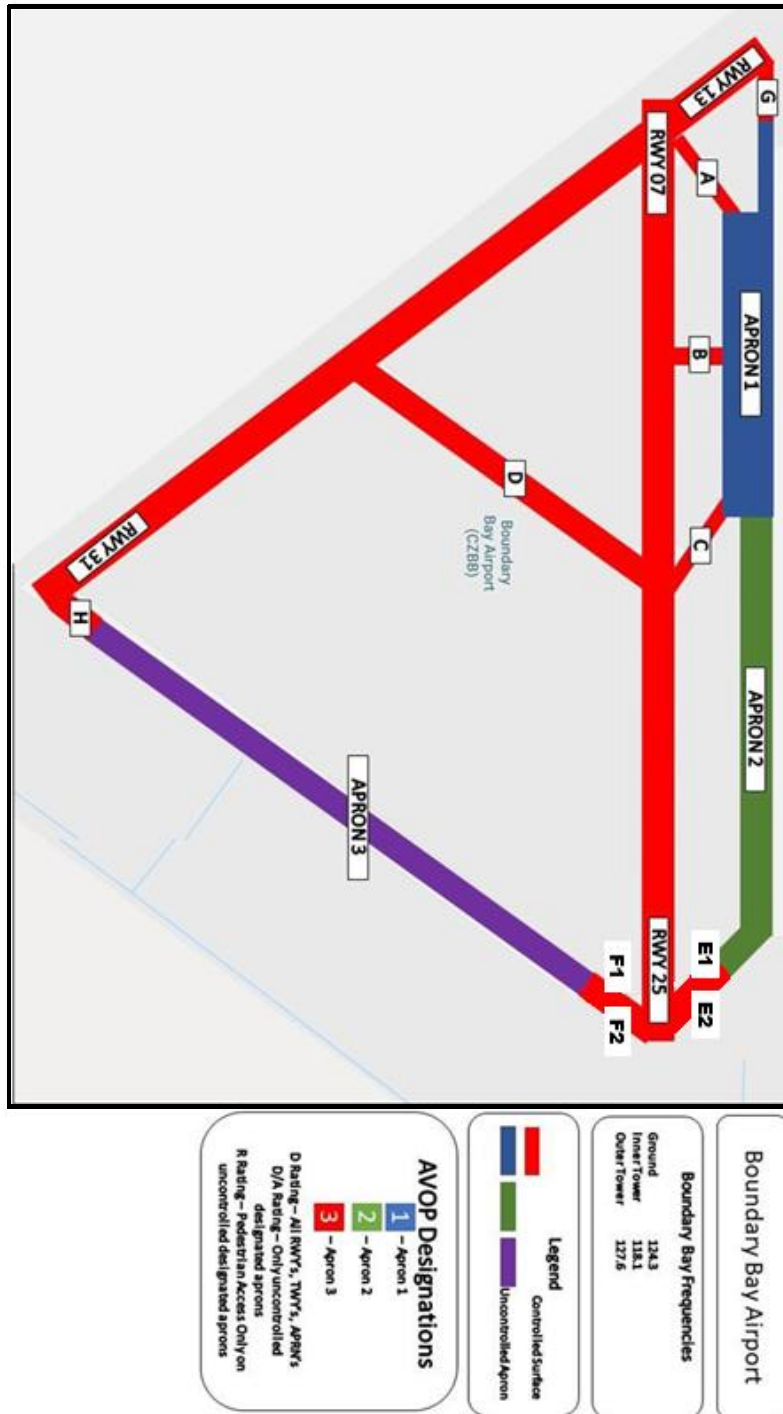 Boundary Bay Airport
Boundary Bay Frequencies
Ground 124.3
Inner Tower 118.1
Outer Tower 127.6
Legend
Controlled Surface
Uncontrolled Apron
AVOP Designations
1 – Apron 1
2 – Apron 2
3 – Apron 3
D Rating – All RWY's, TWY's, APRN's
D/A Rating – Only uncontrolled
designated aprons
R Rating – Pedestrian Access Only on
uncontrolled designated aprons
G
RWY 13
RWY 07
A
APRON 1
B
C
D
Boundary
Bay Airport
(CZBB)
APRON 2
RWY 31
H
APRON 3
RWY 25
E1
E2
F1
F2